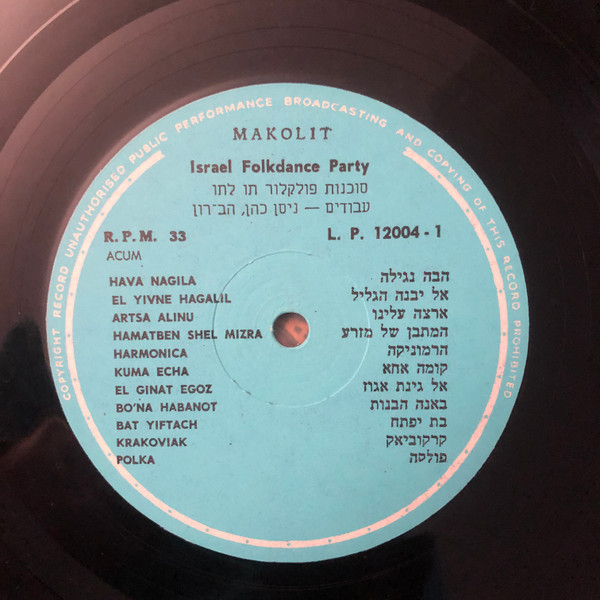 COPYRIGHT RECORD UNAUTHORISED PUBLIC PERFORMANCE BROADCASTING AND COPYING OF THIS RECORD PROHIBITED
MAKOLIT
Israel Folkdance Party
סוכנות פולקלור תו לתו
עבודים – ניסן כהן, הב־רון
R.P.M. 33 L. P. 12004 - 1
ACUM
HAVA NAGILA הבה נגילה
EL YIVNE HAGALIL אל יבנה הגליל
ARTSA ALINU ארצה עלינו
HAMATBEN SHEL MIZRA המתבן של מזרע
HARMONICA הרמוניקה
KUMA ECHA קומה אחא
EL GINAT EGOZ אל גינת אגוז
BO'NA HABANOT באנה הבנות
BAT YIFTACH בת יפתח
KRAKOVIAK קרקוביאק
POLKA פולסה